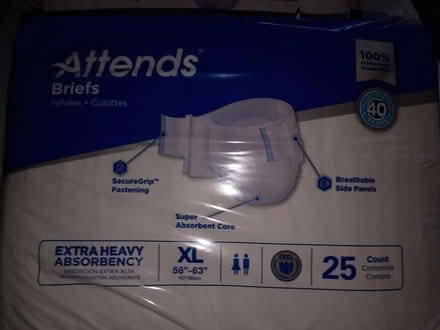 Attends®
Briefs
Culottes
100%
40
SecureGrip™
Fastening
Breathable
Side Panels
Super
Absorbent Core
EXTRA HEAVY
ABSORBENCY
XL
58"–63"
25
Count